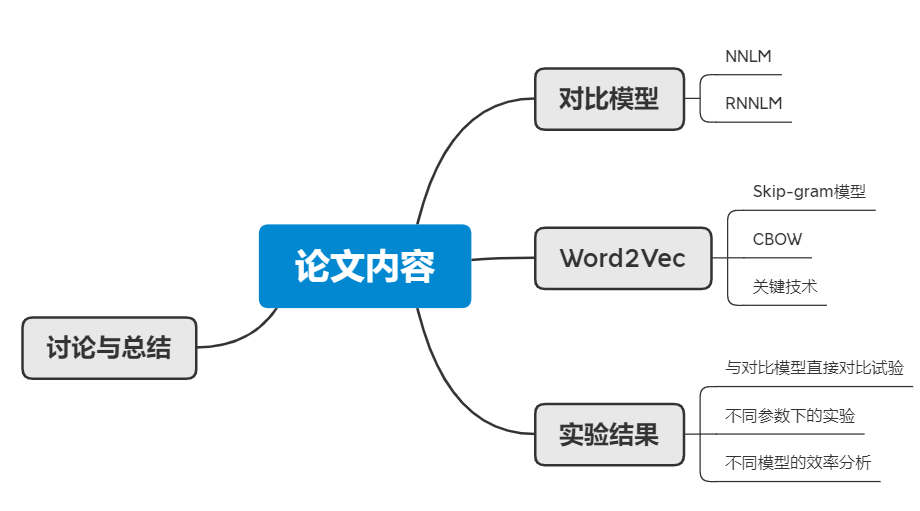 论文内容
对比模型
NNLM
RNNLM
Word2Vec
Skip-gram模型
CBOW
关键技术
实验结果
与对比模型直接对比试验
不同参数下的实验
不同模型的效率分析
讨论与总结